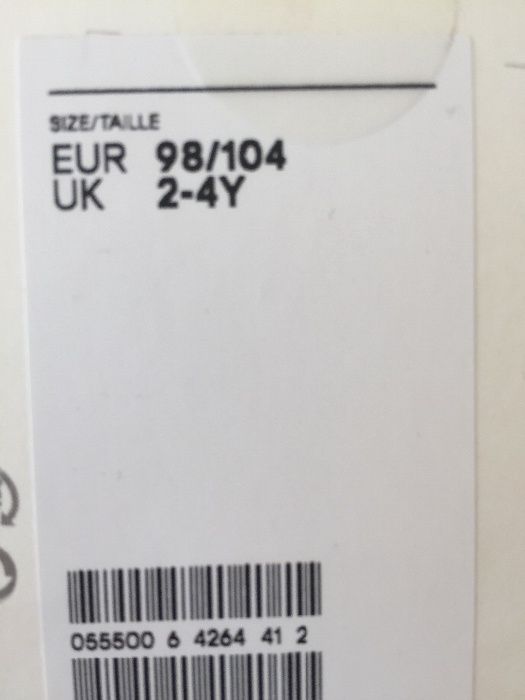 SIZE/TAILLE
EUR 98/104
UK 2-4Y
055500 6 4264 41 2